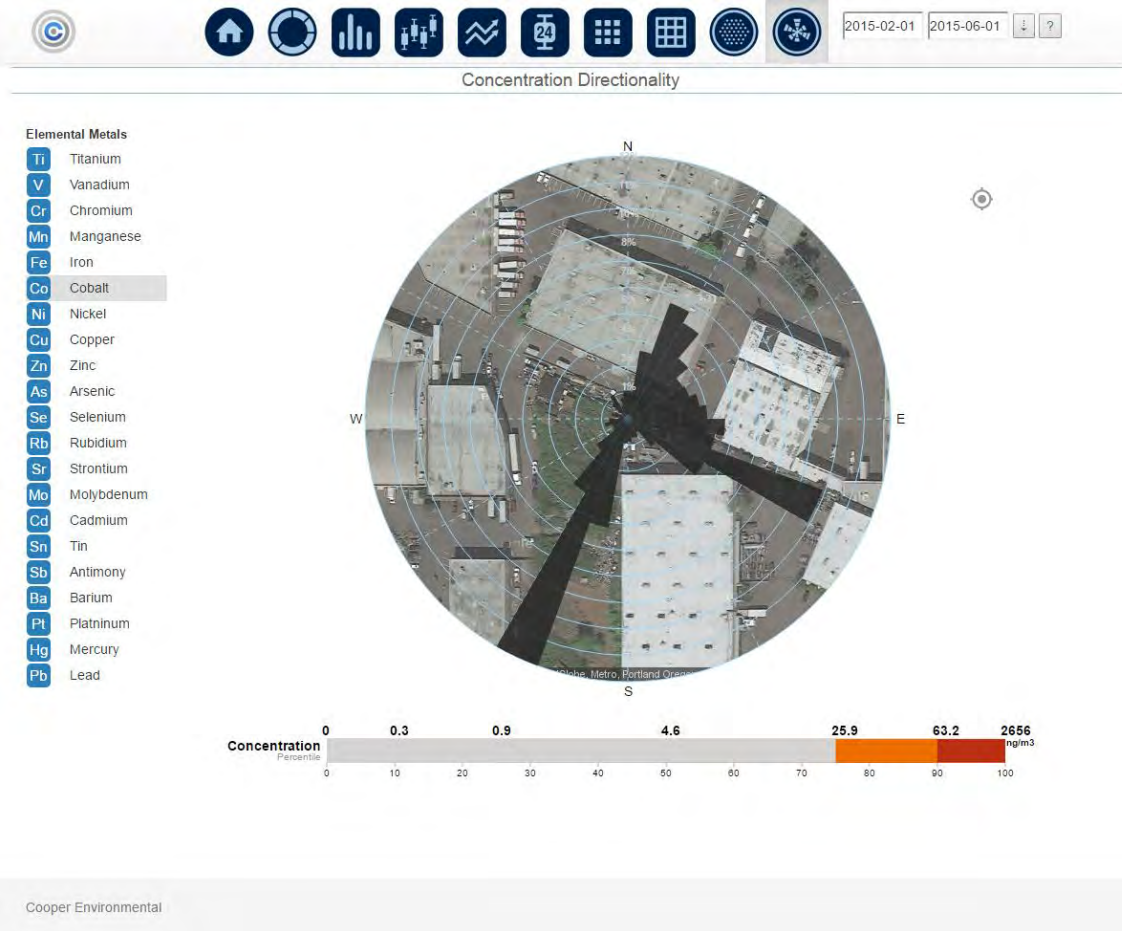 C
24
2015-02-01 2015-06-01 ?
Concentration Directionality
Elemental Metals
Ti Titanium
V Vanadium
Cr Chromium
Mn Manganese
Fe Iron
Co Cobalt
Ni Nickel
Cu Copper
Zn Zinc
As Arsenic
Se Selenium
Rb Rubidium
Sr Strontium
Mo Molybdenum
Cd Cadmium
Sn Tin
Sb Antimony
Ba Barium
Pt Platninum
Hg Mercury
Pb Lead
N
8%
1%
W
E
Metro, Portland
S
0 0.3 0.9 4.6 25.9 63.2 2656
Concentration ng/m3
Percentile
0 10 20 30 40 50 60 70 80 90 100
Cooper Environmental